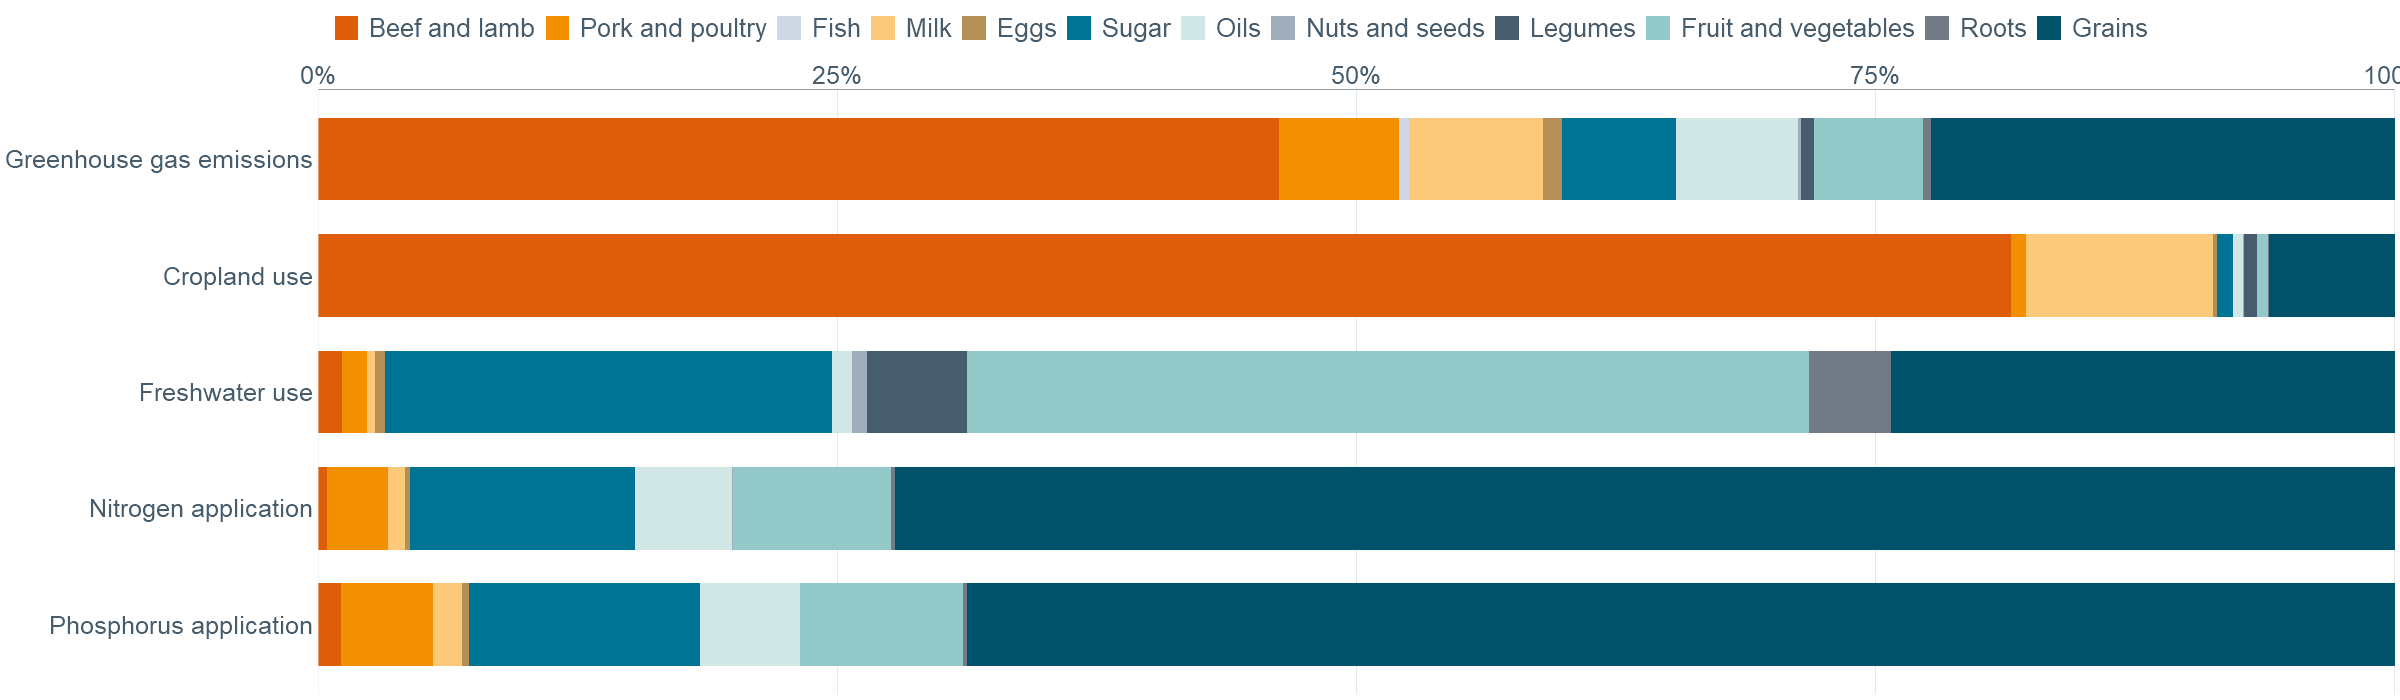 Beef and lamb Pork and poultry Fish Milk Eggs Sugar Oils Nuts and seeds Legumes Fruit and vegetables Roots Grains
0% 25% 50% 75% 100
Greenhouse gas emissions
Cropland use
Freshwater use
Nitrogen application
Phosphorus application